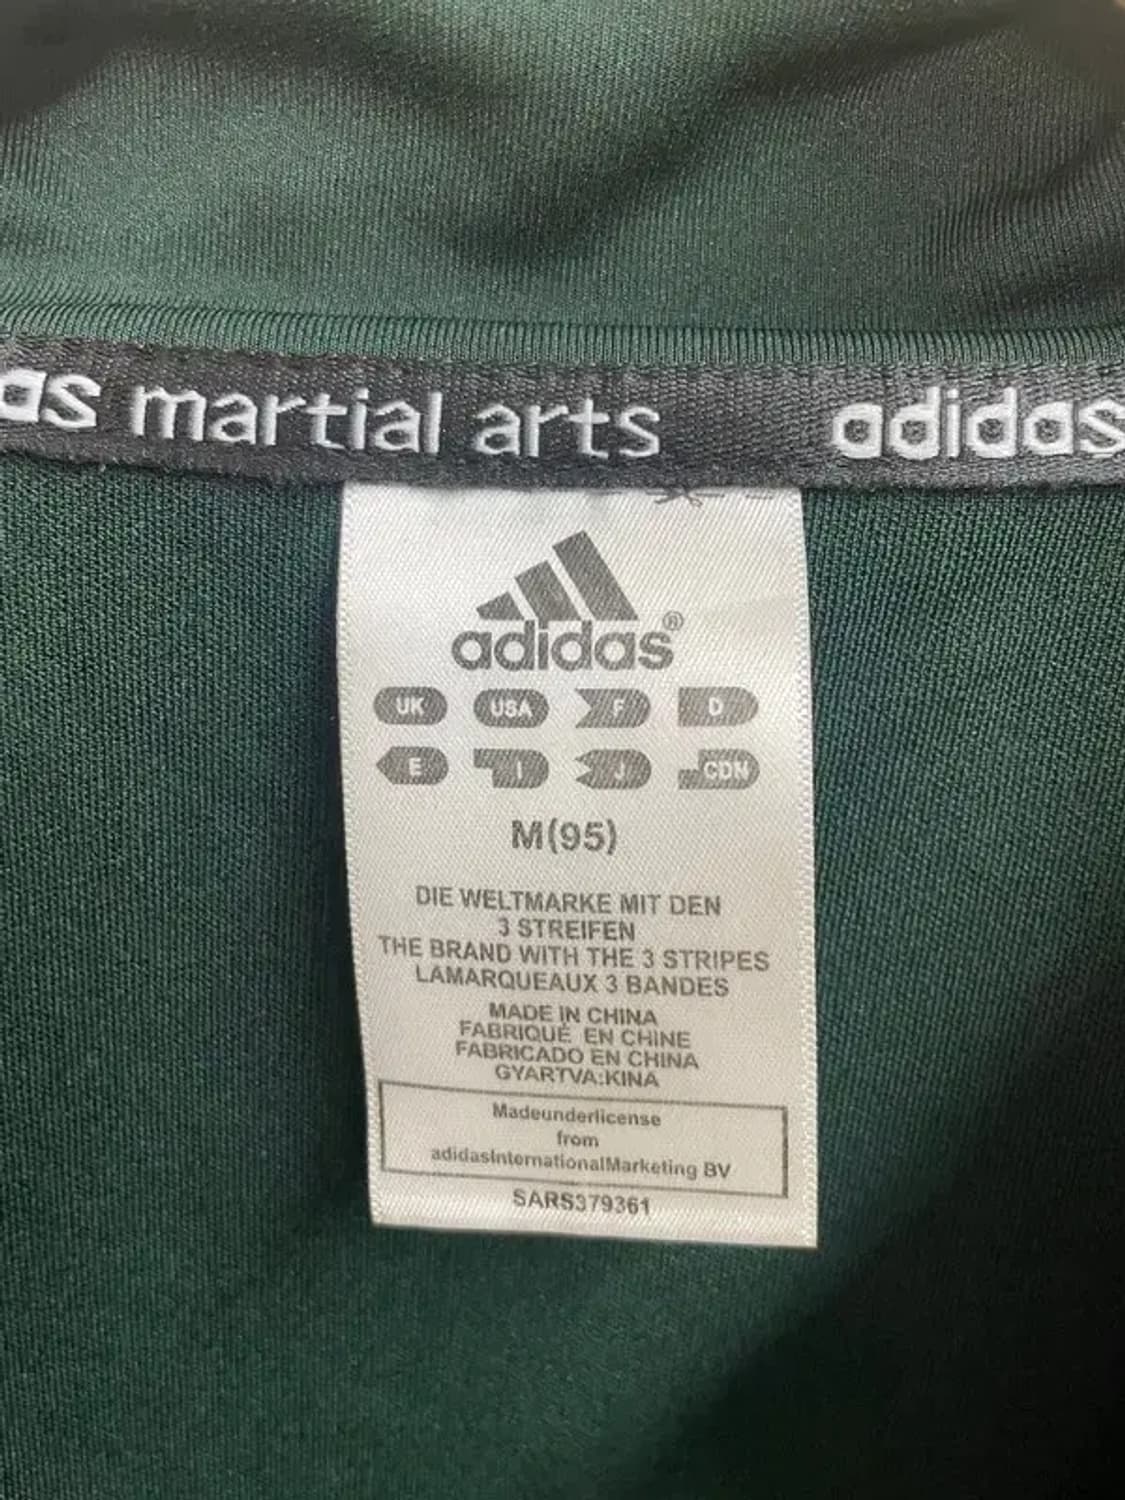 as martial arts adidas
adidas®
UK USA F D
E I J CDN
M(95)
DIE WELTMARKE MIT DEN
3 STREIFEN
THE BRAND WITH THE 3 STRIPES
LAMARQUEAUX 3 BANDES
MADE IN CHINA
FABRIQUÉ EN CHINE
FABRICADO EN CHINA
GYARTVA:KINA
Madeunderlicense
from
adidasInternationalMarketing BV
SARS379361